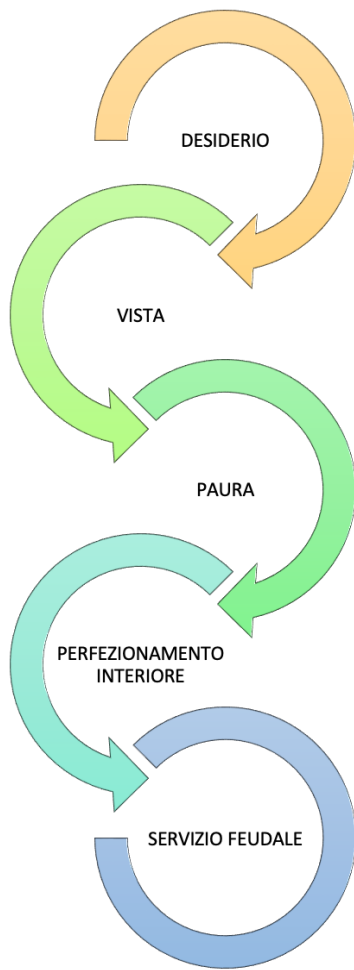 DESIDERIO
VISTA
PAURA
PERFEZIONAMENTO
INTERIORE
SERVIZIO FEUDALE